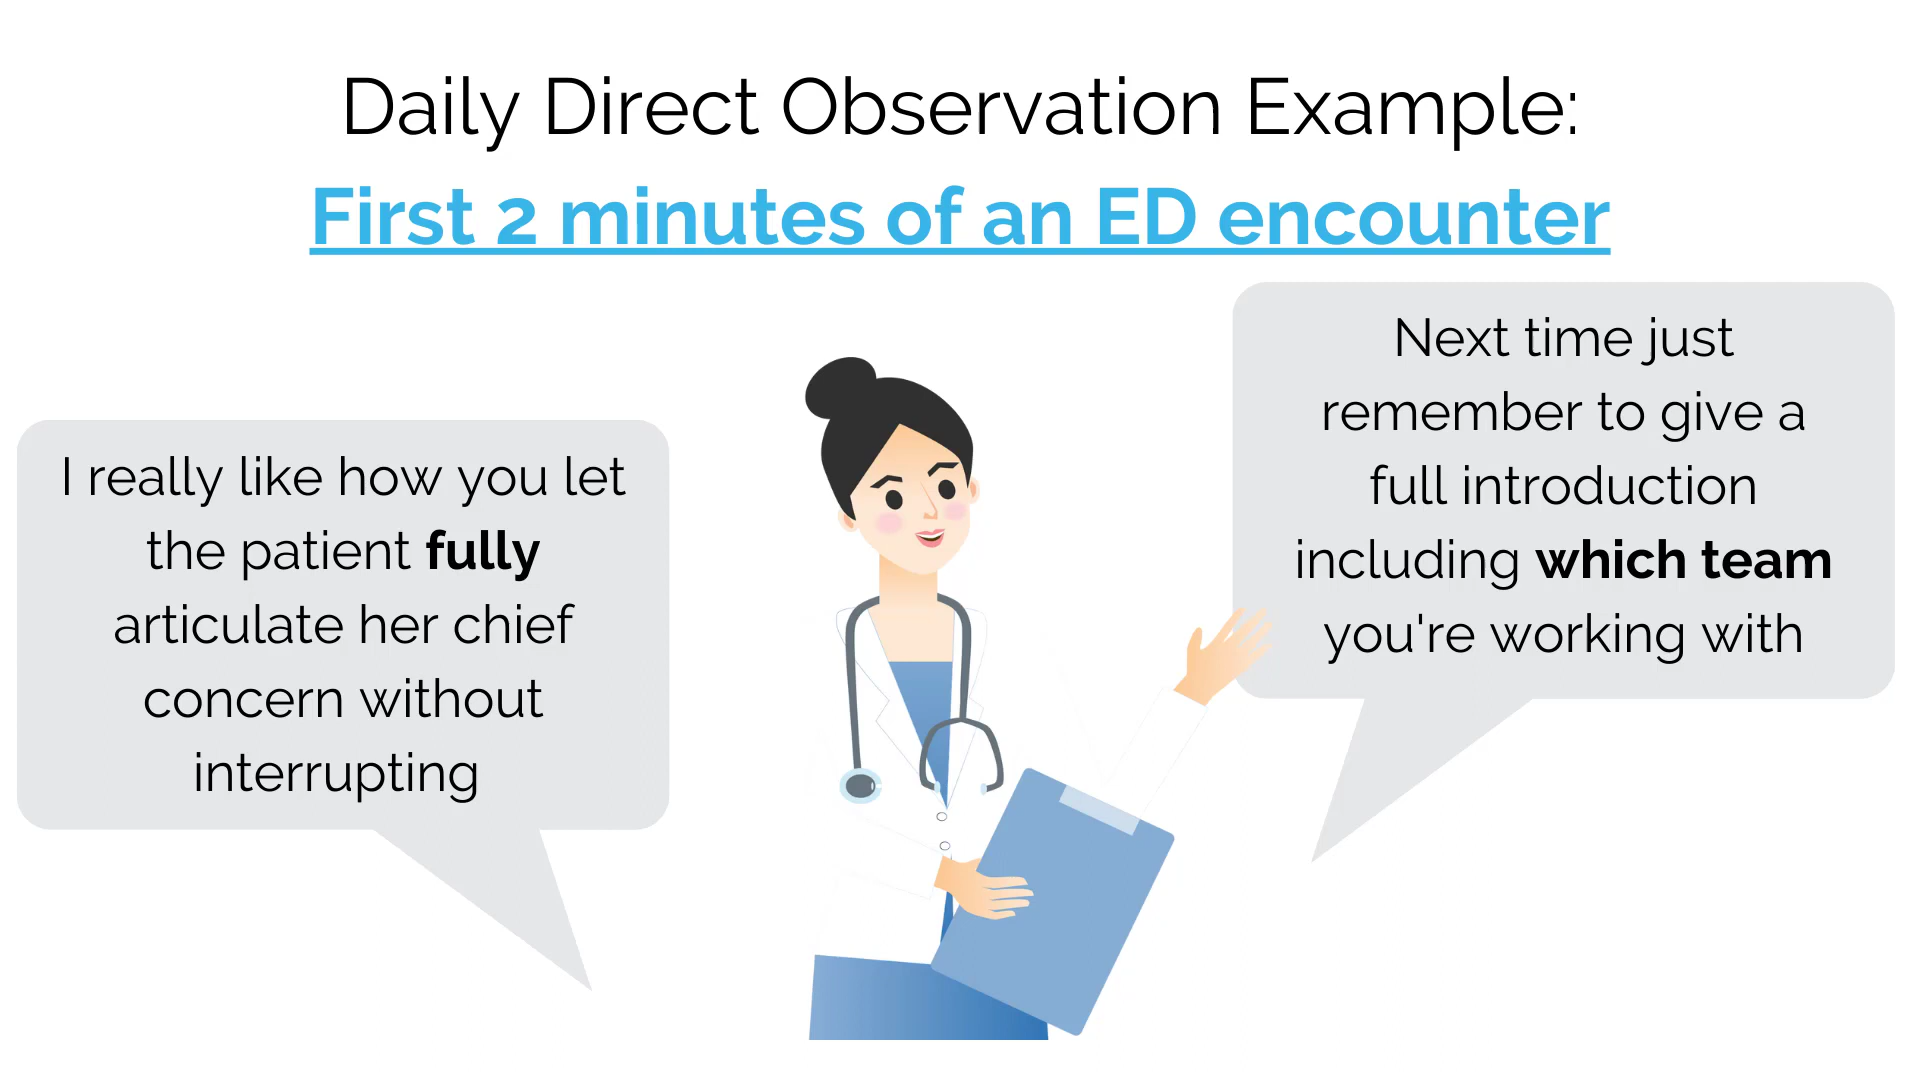 Daily Direct Observation Example:
First 2 minutes of an ED encounter
I really like how you let
the patient fully
articulate her chief
concern without
interrupting
Next time just
remember to give a
full introduction
including which team
you're working with